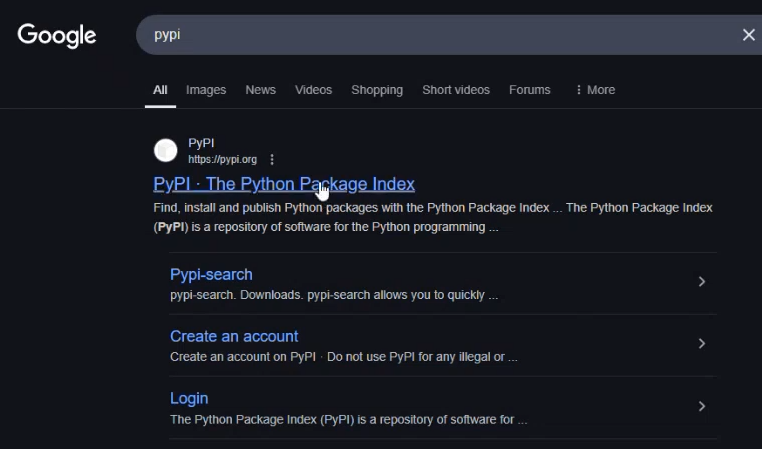 Google
pypi
All Images News Videos Shopping Short videos Forums More
PyPI
https://pypi.org
PyPI · The Python Package Index
Find, install and publish Python packages with the Python Package Index ... The Python Package Index
(PyPI) is a repository of software for the Python programming ...
Pypi-search
pypi-search. Downloads. pypi-search allows you to quickly ...
Create an account
Create an account on PyPI · Do not use PyPI for any illegal or ...
Login
The Python Package Index (PyPI) is a repository of software for ...